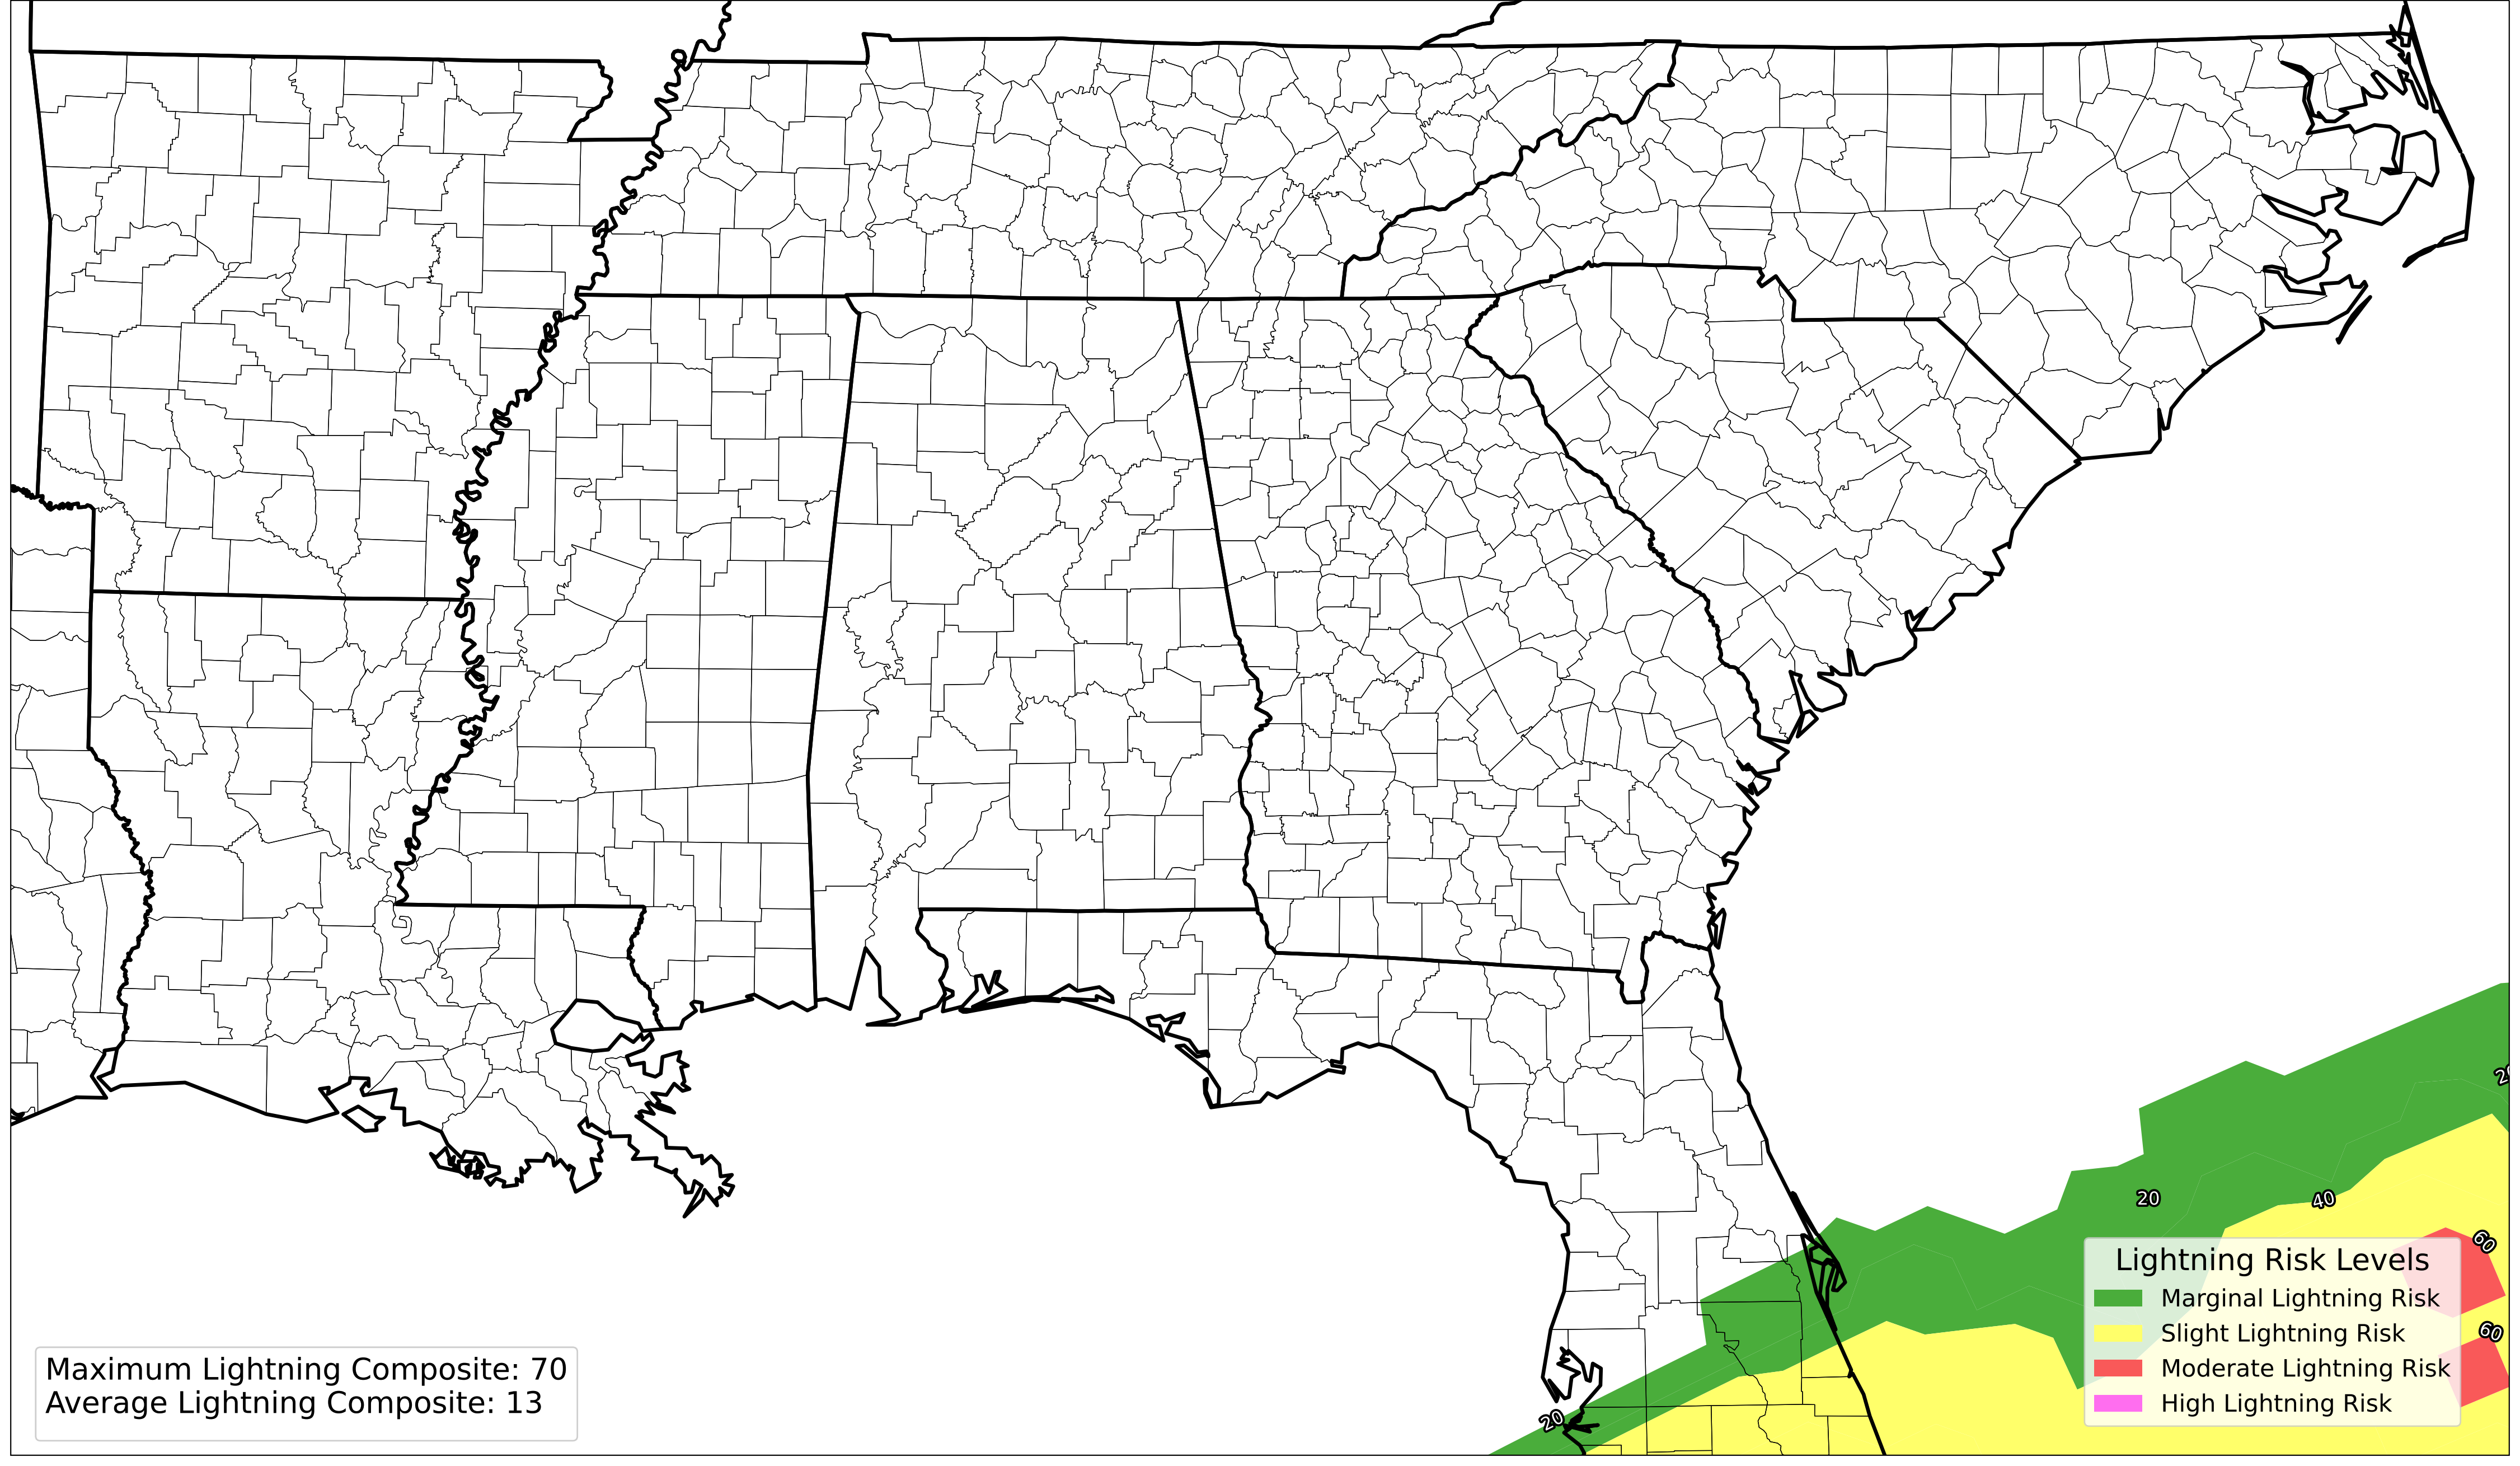 20
40
60
60
20
Lightning Risk Levels
Marginal Lightning Risk
Slight Lightning Risk
Moderate Lightning Risk
High Lightning Risk
Maximum Lightning Composite: 70
Average Lightning Composite: 13